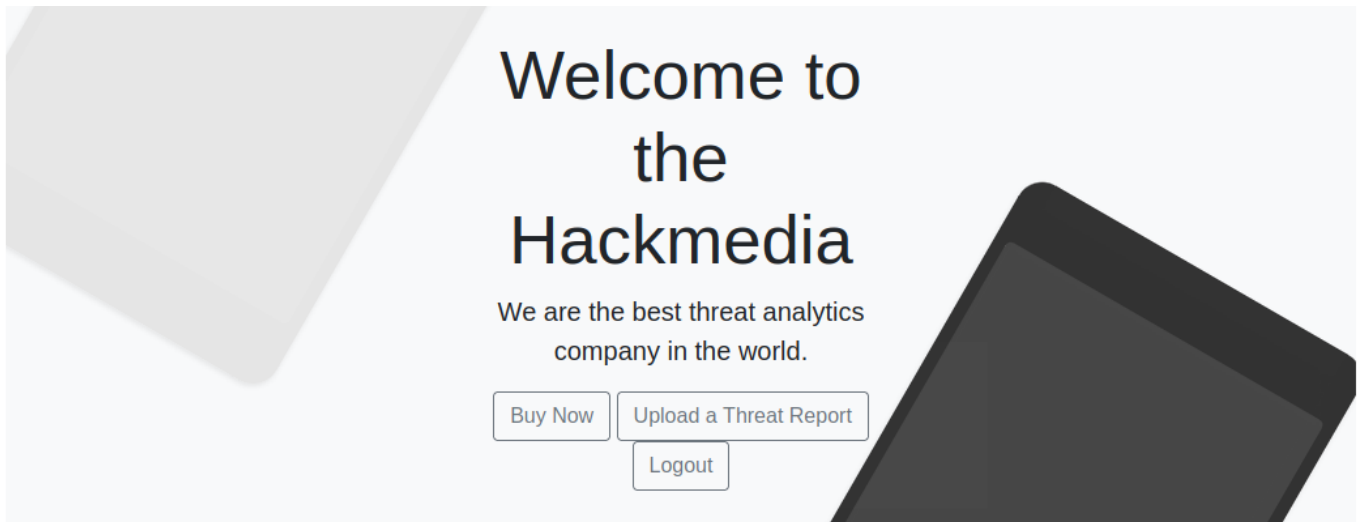 Welcome to
the
Hackmedia
We are the best threat analytics
company in the world.
Buy Now Upload a Threat Report
Logout